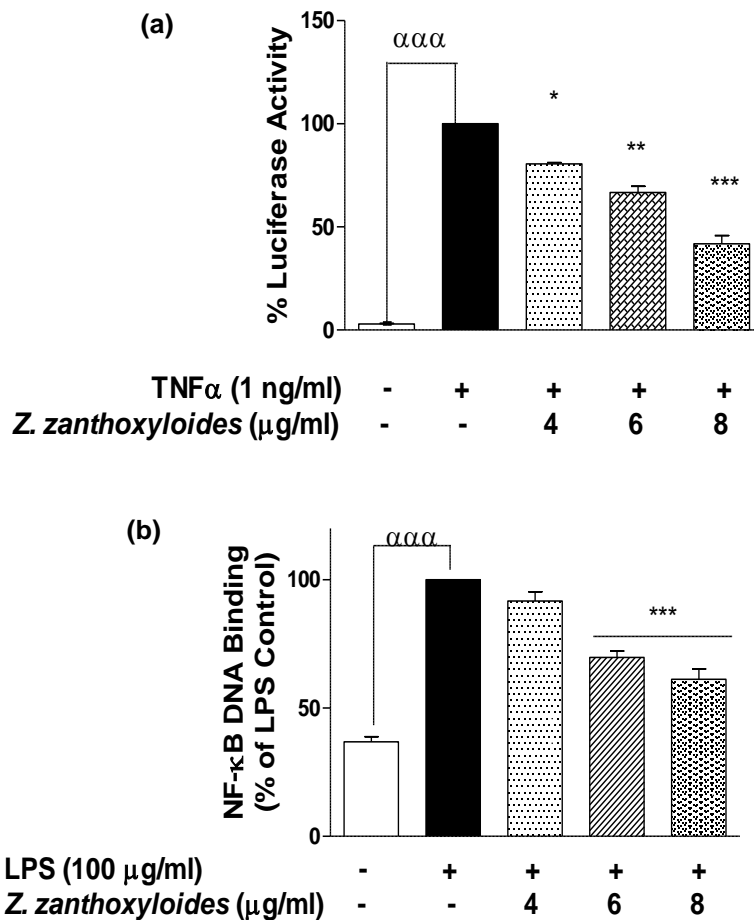 (a)
150
ααα
100
*
**
***
50
0
% Luciferase Activity
TNFα (1 ng/ml) - + + + +
Z. zanthoxyloides (μg/ml) - - 4 6 8
(b)
ααα
100
***
50
0
NF-κB DNA Binding
(% of LPS Control)
LPS (100 μg/ml) - + + + +
Z. zanthoxyloides (μg/ml) - - 4 6 8